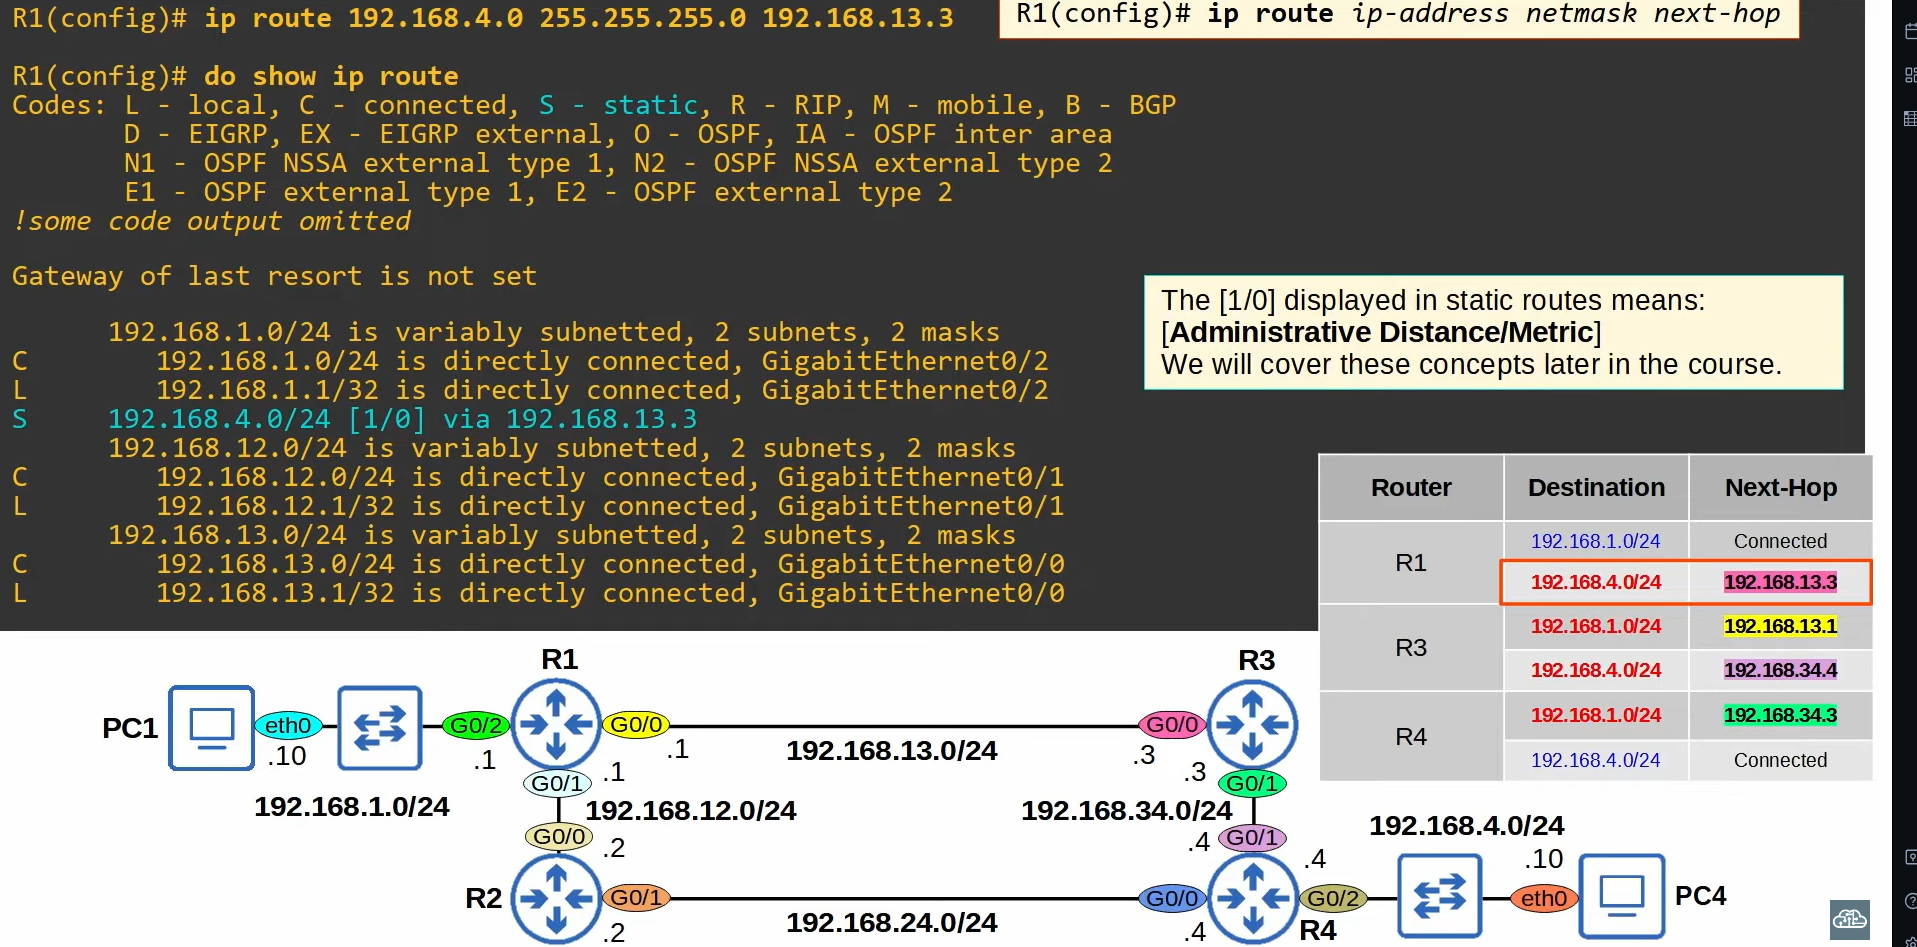 R1(config)# ip route 192.168.4.0 255.255.255.0 192.168.13.3
R1(config)# ip route ip-address netmask next-hop
R1(config)# do show ip route
Codes: L - local, C - connected, S - static, R - RIP, M - mobile, B - BGP
D - EIGRP, EX - EIGRP external, O - OSPF, IA - OSPF inter area
N1 - OSPF NSSA external type 1, N2 - OSPF NSSA external type 2
E1 - OSPF external type 1, E2 - OSPF external type 2
!some code output omitted
Gateway of last resort is not set
192.168.1.0/24 is variably subnetted, 2 subnets, 2 masks
C 192.168.1.0/24 is directly connected, GigabitEthernet0/2
L 192.168.1.1/32 is directly connected, GigabitEthernet0/2
S 192.168.4.0/24 [1/0] via 192.168.13.3
192.168.12.0/24 is variably subnetted, 2 subnets, 2 masks
C 192.168.12.0/24 is directly connected, GigabitEthernet0/1
L 192.168.12.1/32 is directly connected, GigabitEthernet0/1
192.168.13.0/24 is variably subnetted, 2 subnets, 2 masks
C 192.168.13.0/24 is directly connected, GigabitEthernet0/0
L 192.168.13.1/32 is directly connected, GigabitEthernet0/0
The [1/0] displayed in static routes means:
[Administrative Distance/Metric]
We will cover these concepts later in the course.
Router Destination Next-Hop
R1
192.168.1.0/24 Connected
192.168.4.0/24 192.168.13.3
R3
192.168.1.0/24 192.168.13.1
192.168.4.0/24 192.168.34.4
R4
192.168.1.0/24 192.168.34.3
192.168.4.0/24 Connected
R1
R3
PC1
eth0
.10
G0/2
.1
G0/0
.1
192.168.13.0/24
G0/0
.3
192.168.1.0/24
G0/1
.1
192.168.12.0/24
G0/0
.2
.3
G0/1
192.168.34.0/24
G0/1
.4
R2
G0/1
.2
192.168.24.0/24
G0/0
.4
R4
.4
G0/2
192.168.4.0/24
.10
eth0
PC4